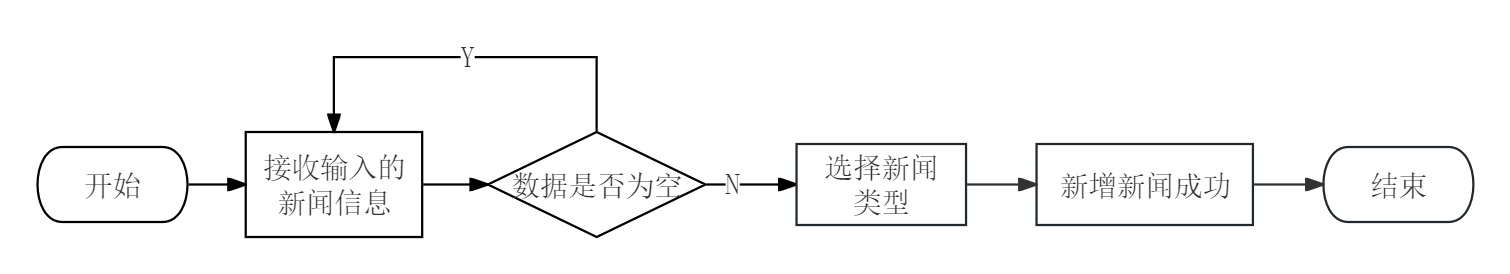 Y
开始
接收输入的
新闻信息
数据是否为空
N
选择新闻
类型
新增新闻成功
结束